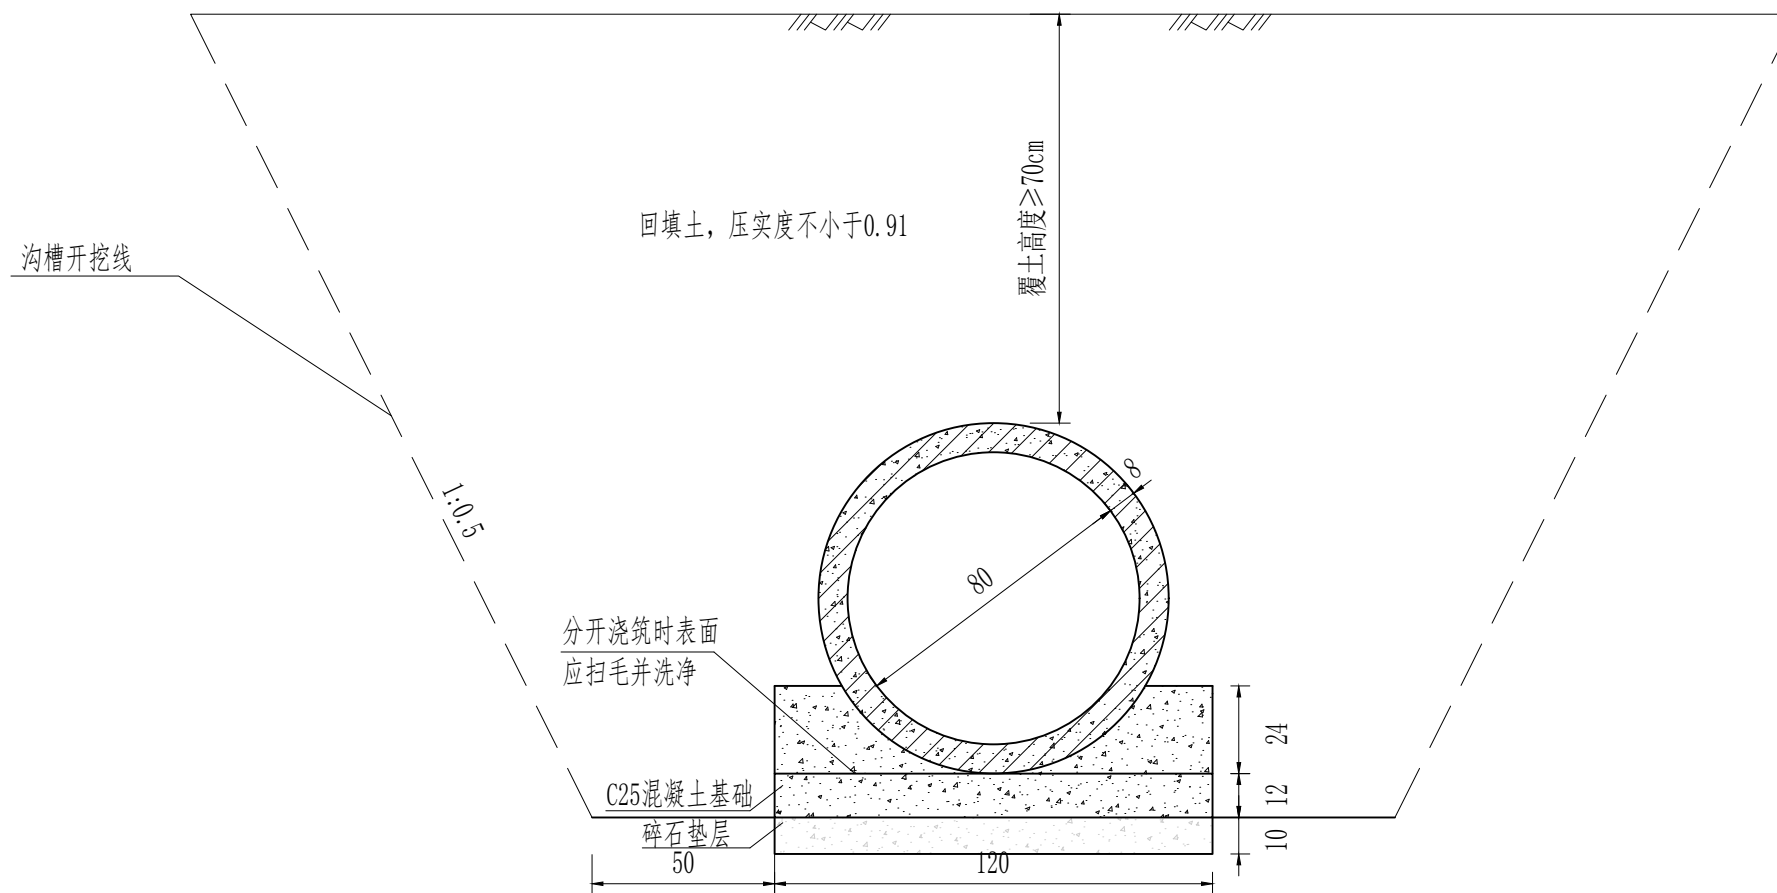 覆土高度≥70cm
回填土，压实度不小于0.91
沟槽开挖线
1:0.5
8
80
分开浇筑时表面
应扫毛并洗净
24
C25混凝土基础
12
碎石垫层
10
50
120